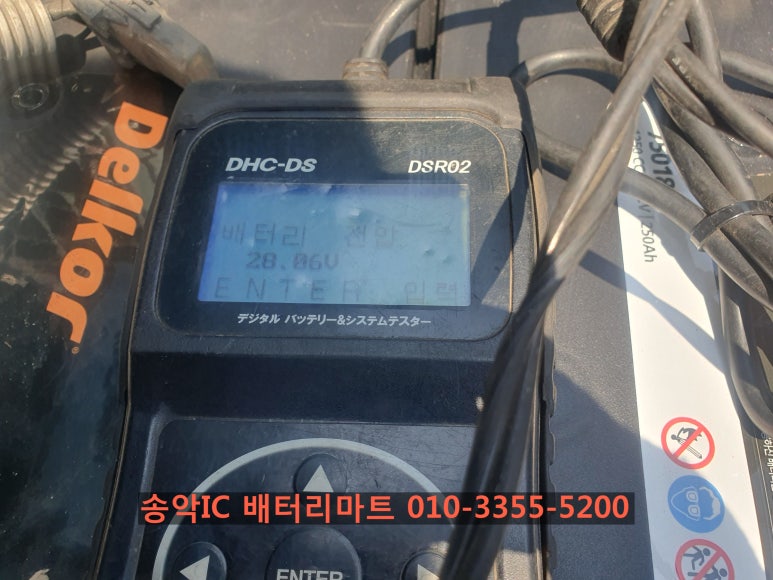 Delkor
DHC-DS DSR02
배터리 전압
28.06V
ENTER 입력
デジタル バッテリー&システムテスター
송악IC 배터리마트 010-3355-5200
ENTER